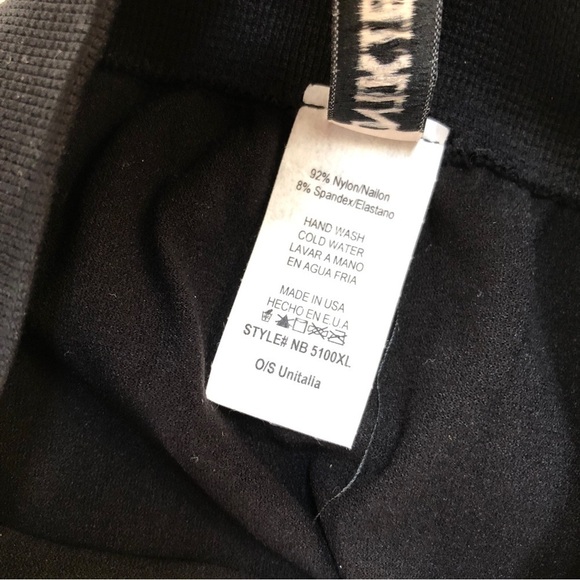 92% Nylon/Nailon
8% Spandex/Elastano
HAND WASH
COLD WATER
LAVAR A MANO
EN AGUA FRIA
MADE IN USA
HECHO EN E.U.A
STYLE# NB 5100XL
O/S Unitalia